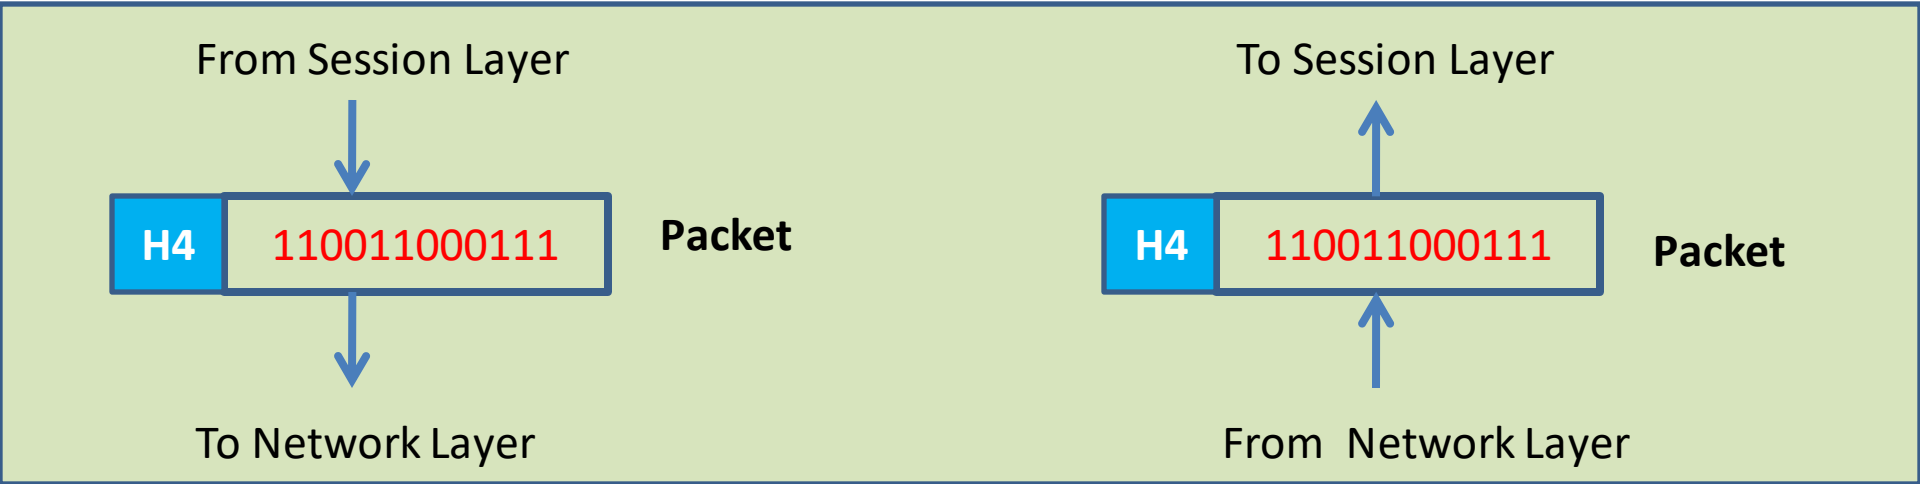 From Session Layer
H4 110011000111 Packet
To Network Layer
To Session Layer
H4 110011000111 Packet
From Network Layer